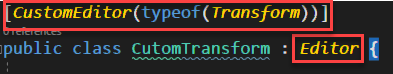 [CustomEditor(typeof(Transform))]
0 references
public class CutomTransform : Editor {